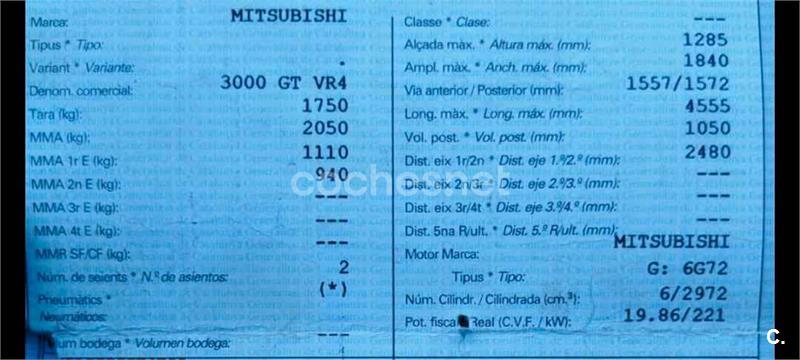 Marca: MITSUBISHI
Tipus * Tipo:
Variant * Variante: -
Denom. comercial: 3000 GT VR4
Tara (kg): 1750
MMA (kg): 2050
MMA 1r E (kg): 1110
MMA 2n E (kg): 940
MMA 3r E (kg): ---
MMA 4t E (kg): ---
MMR SF/CF (kg): ---
Núm. de seients * N.º de asientos: 2
Pneumàtics * (*)
Neumáticos:
um bodega * Volumen bodega: ---
Classe * Clase: ---
Alçada màx. * Altura máx. (mm): 1285
Ampl. màx. * Anch. máx. (mm): 1840
Via anterior / Posterior (mm): 1557/1572
Long. màx. * Long. máx. (mm): 4555
Vol. post. * Vol. post. (mm): 1050
Dist. eix 1r/2n * Dist. eje 1.º/2.º (mm): 2480
Dist. eix 2n/3r * Dist. eje 2.º/3.º (mm): ---
Dist. eix 3r/4t * Dist. eje 3.º/4.º (mm): ---
Dist. 5na R/ult. * Dist. 5.ª R/ult. (mm): ---
Motor Marca: MITSUBISHI
Tipus * Tipo: G: 6G72
Núm. Cilindr. / Cilindrada (cm.³): 6/2972
Pot. fiscal Real (C.V.F. / kW): 19.86/221
coches.net
C.